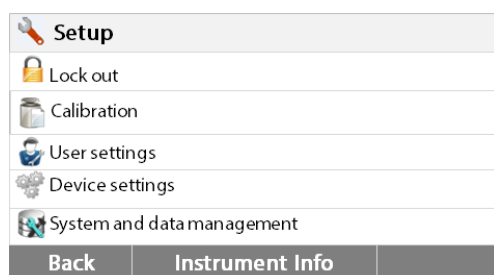 Setup
Lock out
Calibration
User settings
Device settings
System and data management
Back Instrument Info